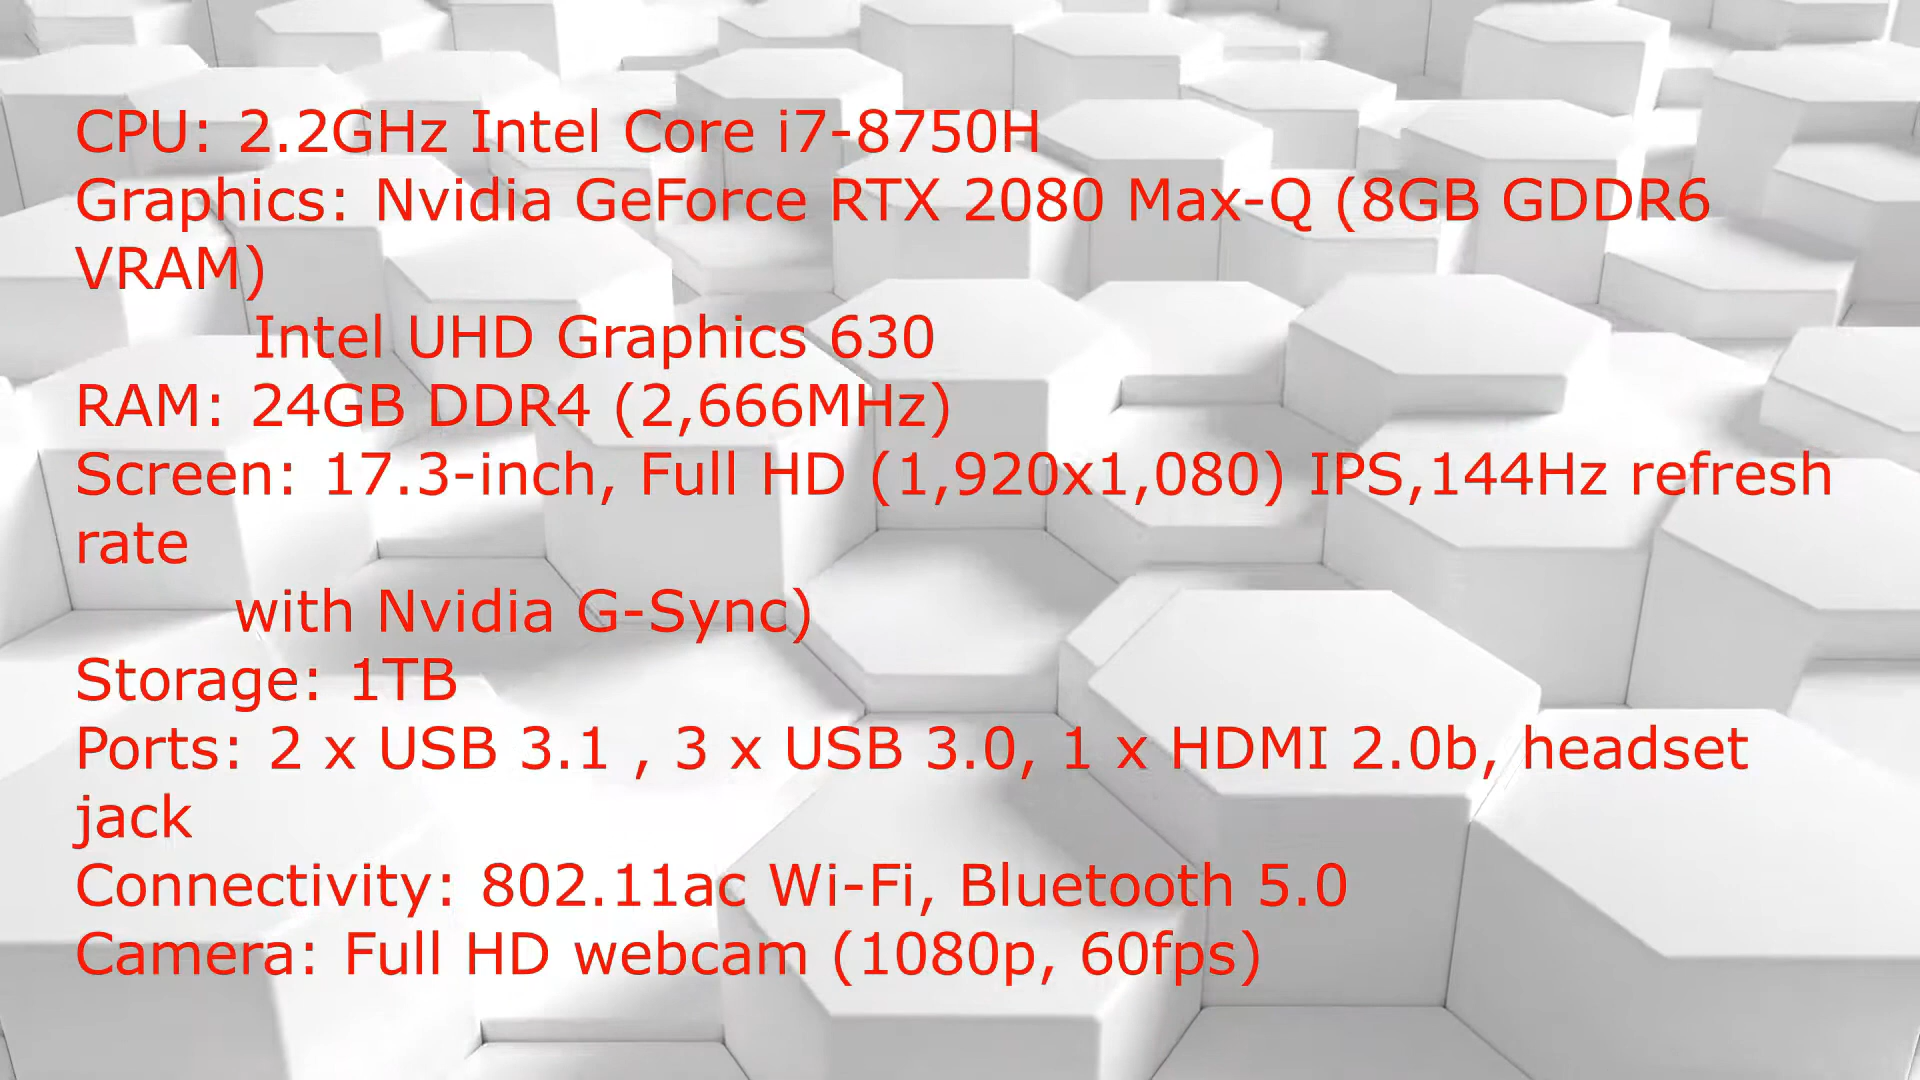 CPU: 2.2GHz Intel Core i7-8750H
Graphics: Nvidia GeForce RTX 2080 Max-Q (8GB GDDR6
VRAM)
Intel UHD Graphics 630
RAM: 24GB DDR4 (2,666MHz)
Screen: 17.3-inch, Full HD (1,920x1,080) IPS,144Hz refresh
rate
with Nvidia G-Sync)
Storage: 1TB
Ports: 2 x USB 3.1 , 3 x USB 3.0, 1 x HDMI 2.0b, headset
jack
Connectivity: 802.11ac Wi-Fi, Bluetooth 5.0
Camera: Full HD webcam (1080p, 60fps)